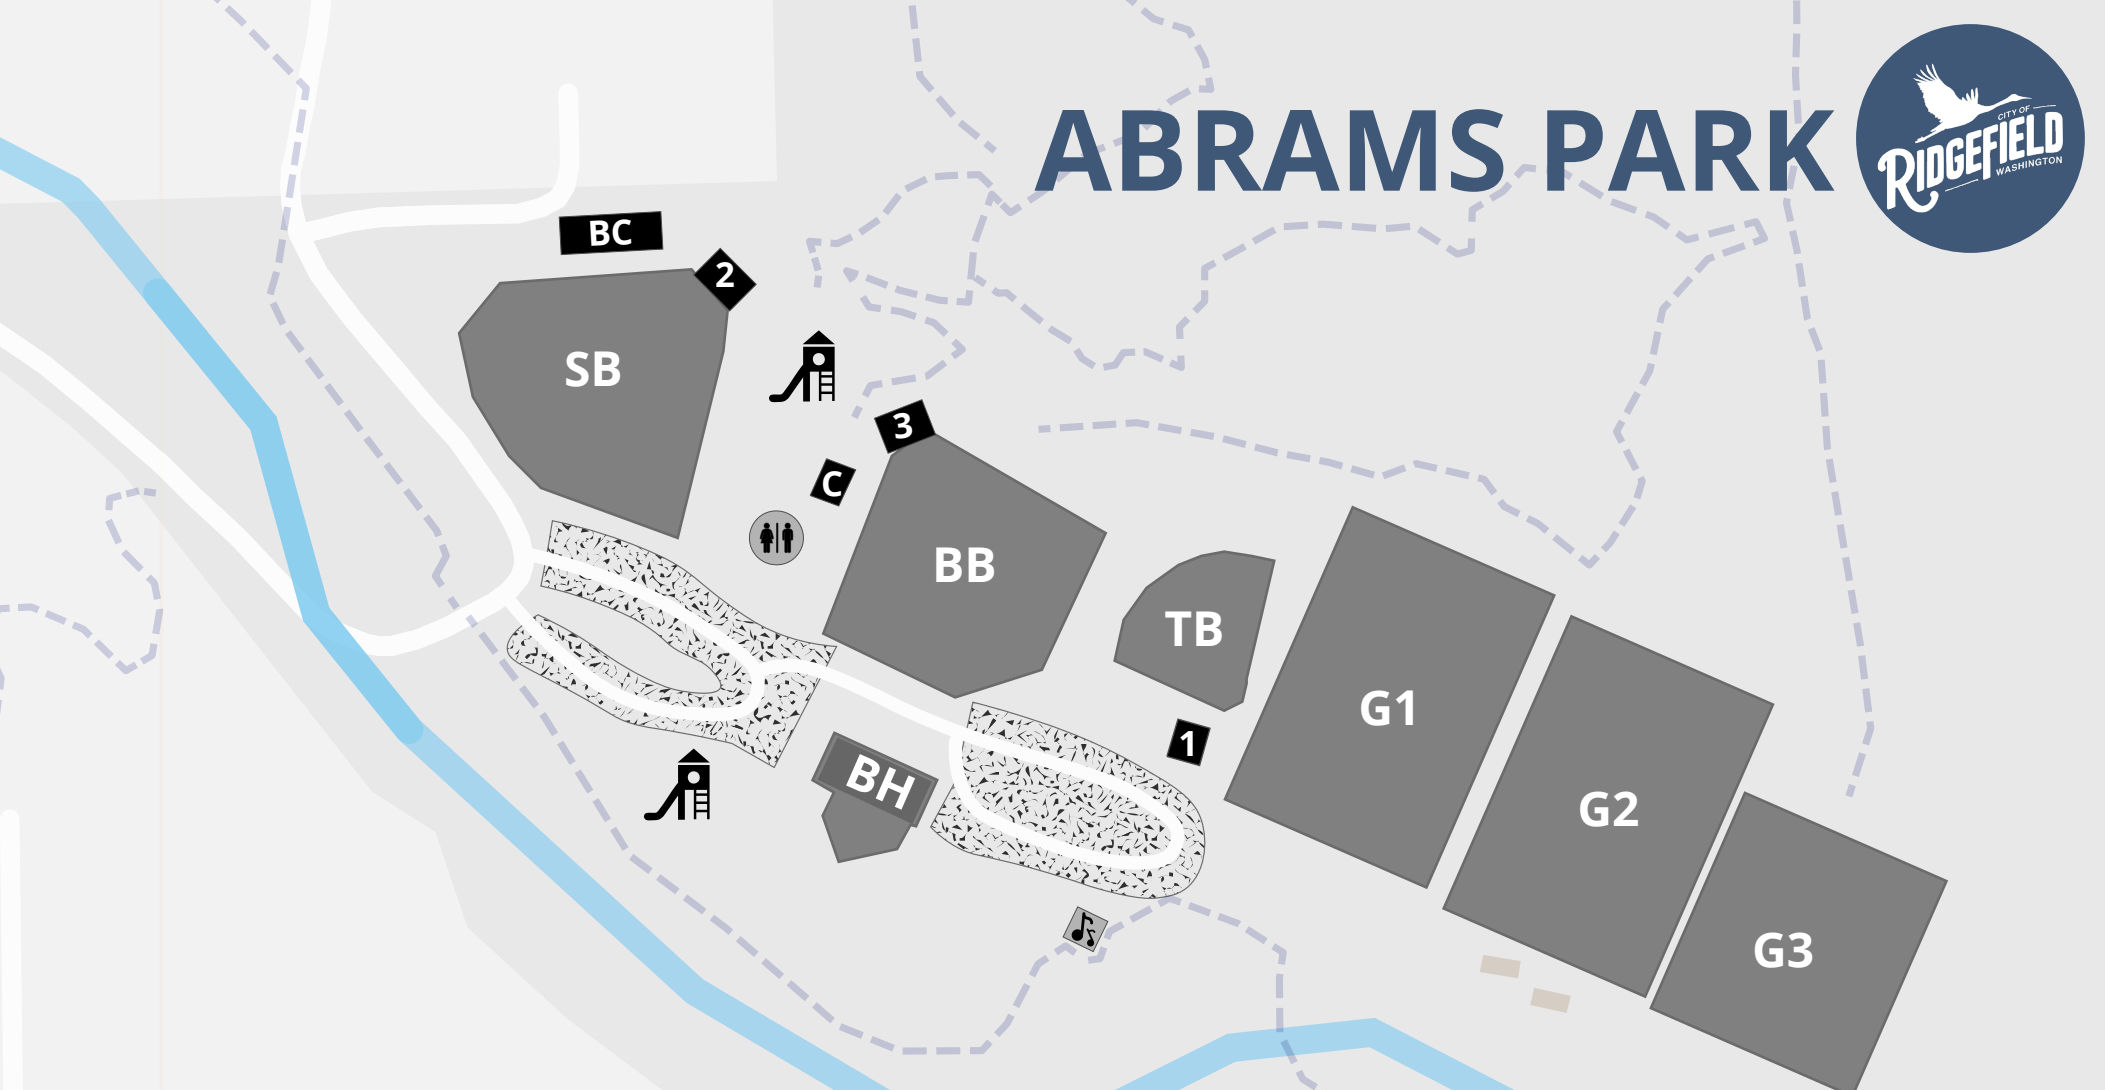 ABRAMS PARK
CITY OF
RIDGEFIELD
WASHINGTON
BC
2
SB
3
C
BB
TB
G1
1
BH
G2
G3